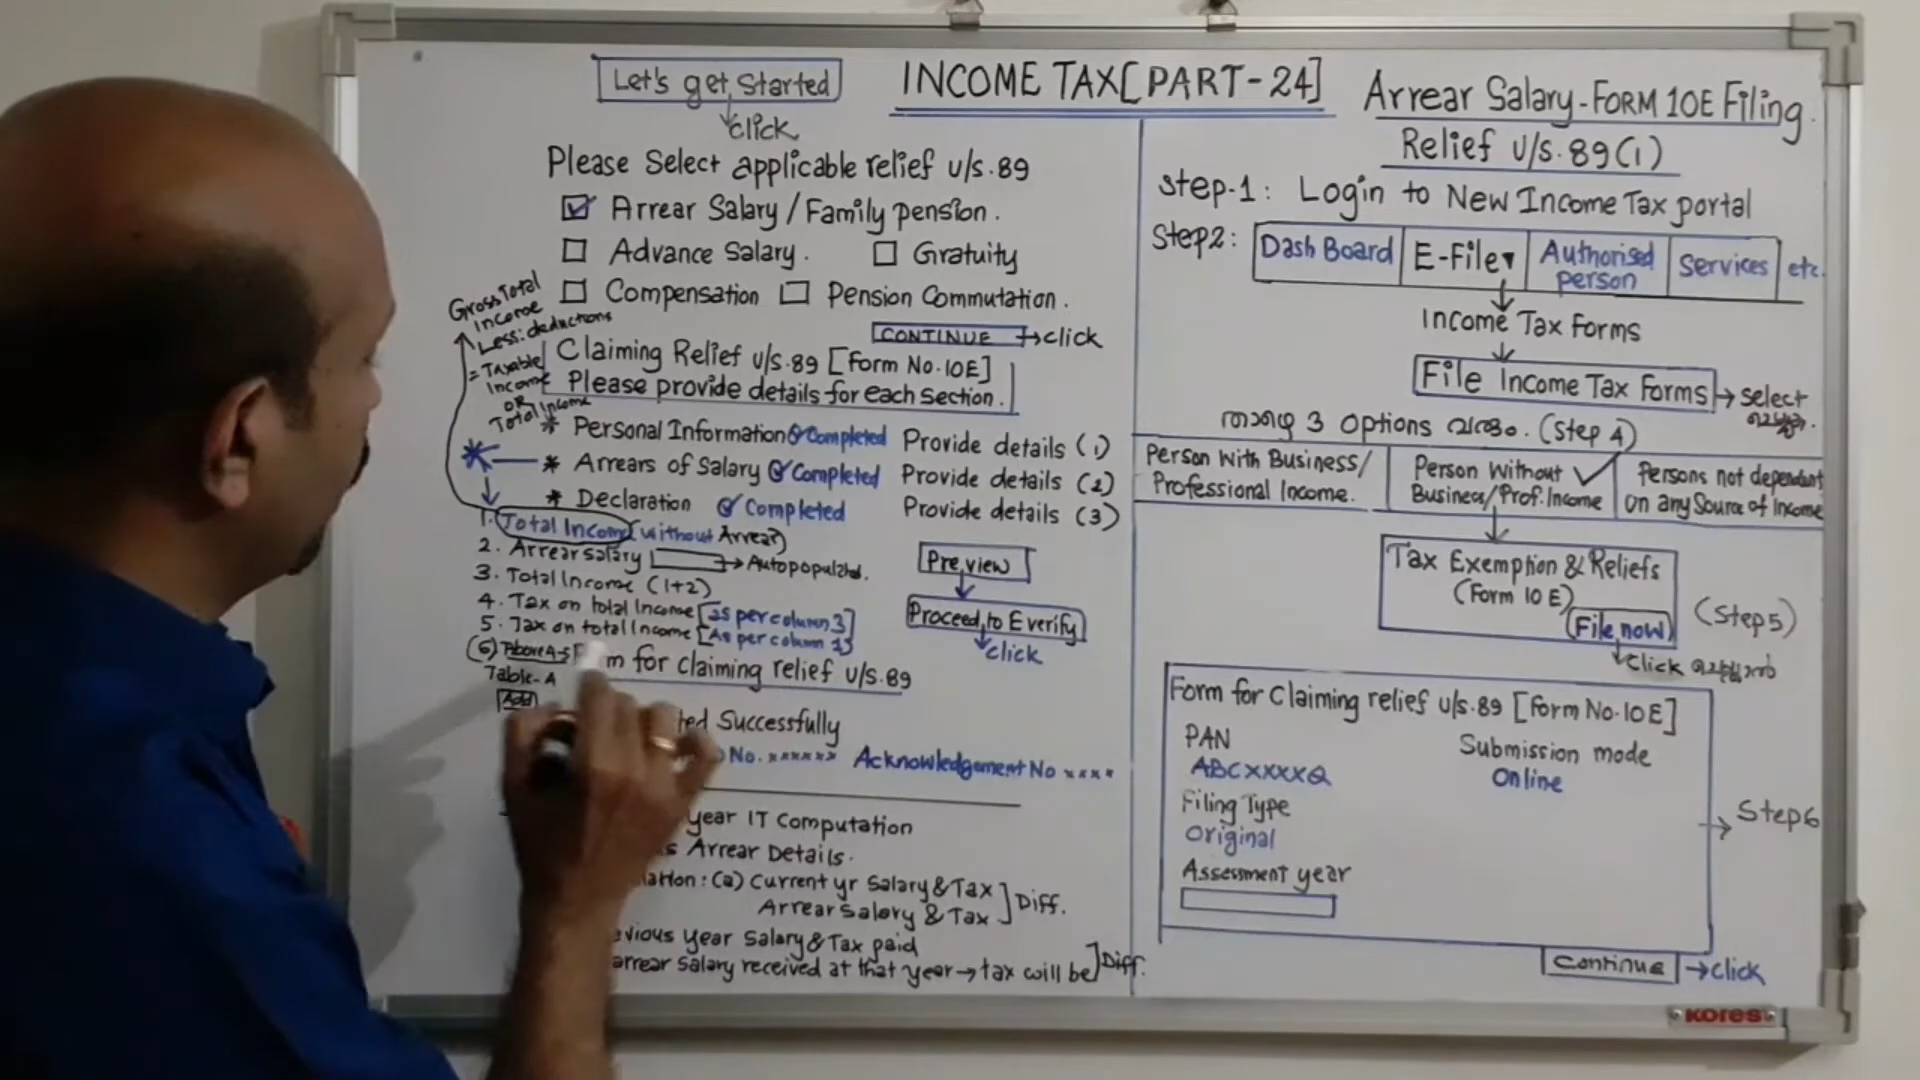 Let's get Started
click
INCOME TAX[PART-24]
Please Select applicable relief u/s.89
Arrear Salary / Family pension.
Advance Salary. Gratuity
Compensation Pension Commutation.
CONTINUE → click
Gross Total
Income
Less: deductions
= Taxable
Income
OR
Total Income
Claiming Relief u/s.89 [Form No.10E]
Please provide details for each section.
* Personal Information Completed Provide details (1)
* Arrears of Salary Completed Provide details (2)
* Declaration Completed Provide details (3)
1. Total Income (without Arrear)
2. Arrear salary → Autopopulated.
3. Total Income (1+2)
4. Tax on total Income [as per column 3]
5. Tax on total Income [As per column 1]
(6) Above 4-5
for claiming relief u/s.89
Table-A
Add
Successfully
No. xxxxxx Acknowledgement No xxxx
Preview
Proceed to Everify
click
year IT Computation
Arrear Details.
(a) Current yr Salary & Tax
Arrear Salary & Tax
] Diff.
Year Salary & Tax paid
arrear salary received at that year → tax will be
] Diff.
Arrear Salary - FORM 10E Filing.
Relief u/s.89(1)
Step-1: Login to New Income Tax portal
Step2: Dash Board E-File▾ Authorised person Services etc.
Income Tax Forms
File Income Tax Forms → select
3 Options (Step 4)
Person with Business/
Professional Income.
Person without
Business/Prof. Income
Persons not dependant
on any Source of Income
Tax Exemption & Reliefs
(Form 10 E)
File now
(Step5)
click
Form for Claiming relief u/s.89 [Form No.10E]
PAN
ABCXXXXQ
Submission mode
Online
Filing Type
Original
Assessment year
→ Step6
Continue → click
KORES